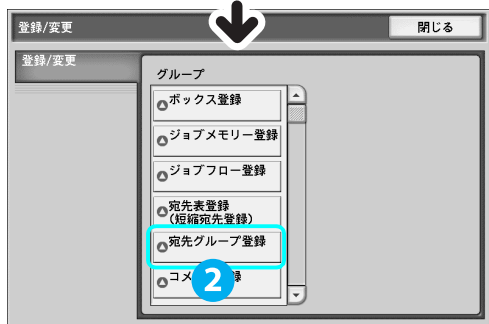 登録/変更
閉じる
登録/変更
グループ
ボックス登録
ジョブメモリー登録
ジョブフロー登録
宛先表登録
(短縮宛先登録)
宛先グループ登録
2